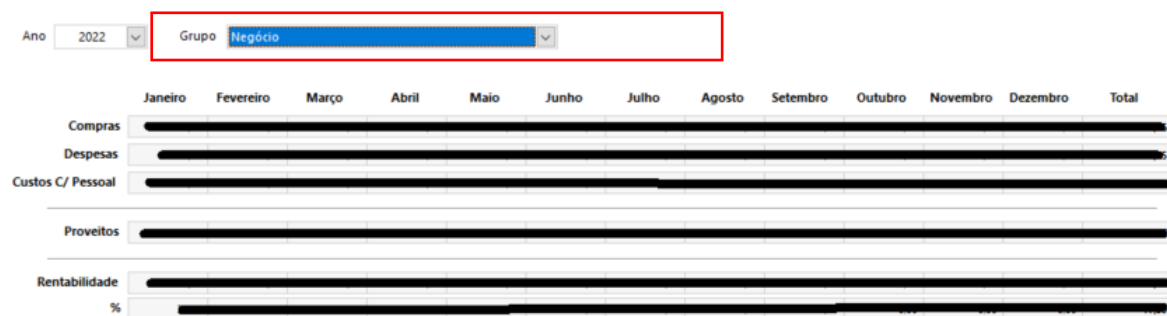 Ano 2022 Grupo Negócio
Janeiro Fevereiro Março Abril Maio Junho Julho Agosto Setembro Outubro Novembro Dezembro Total
Compras
Despesas
Custos C/ Pessoal
Proveitos
Rentabilidade
%